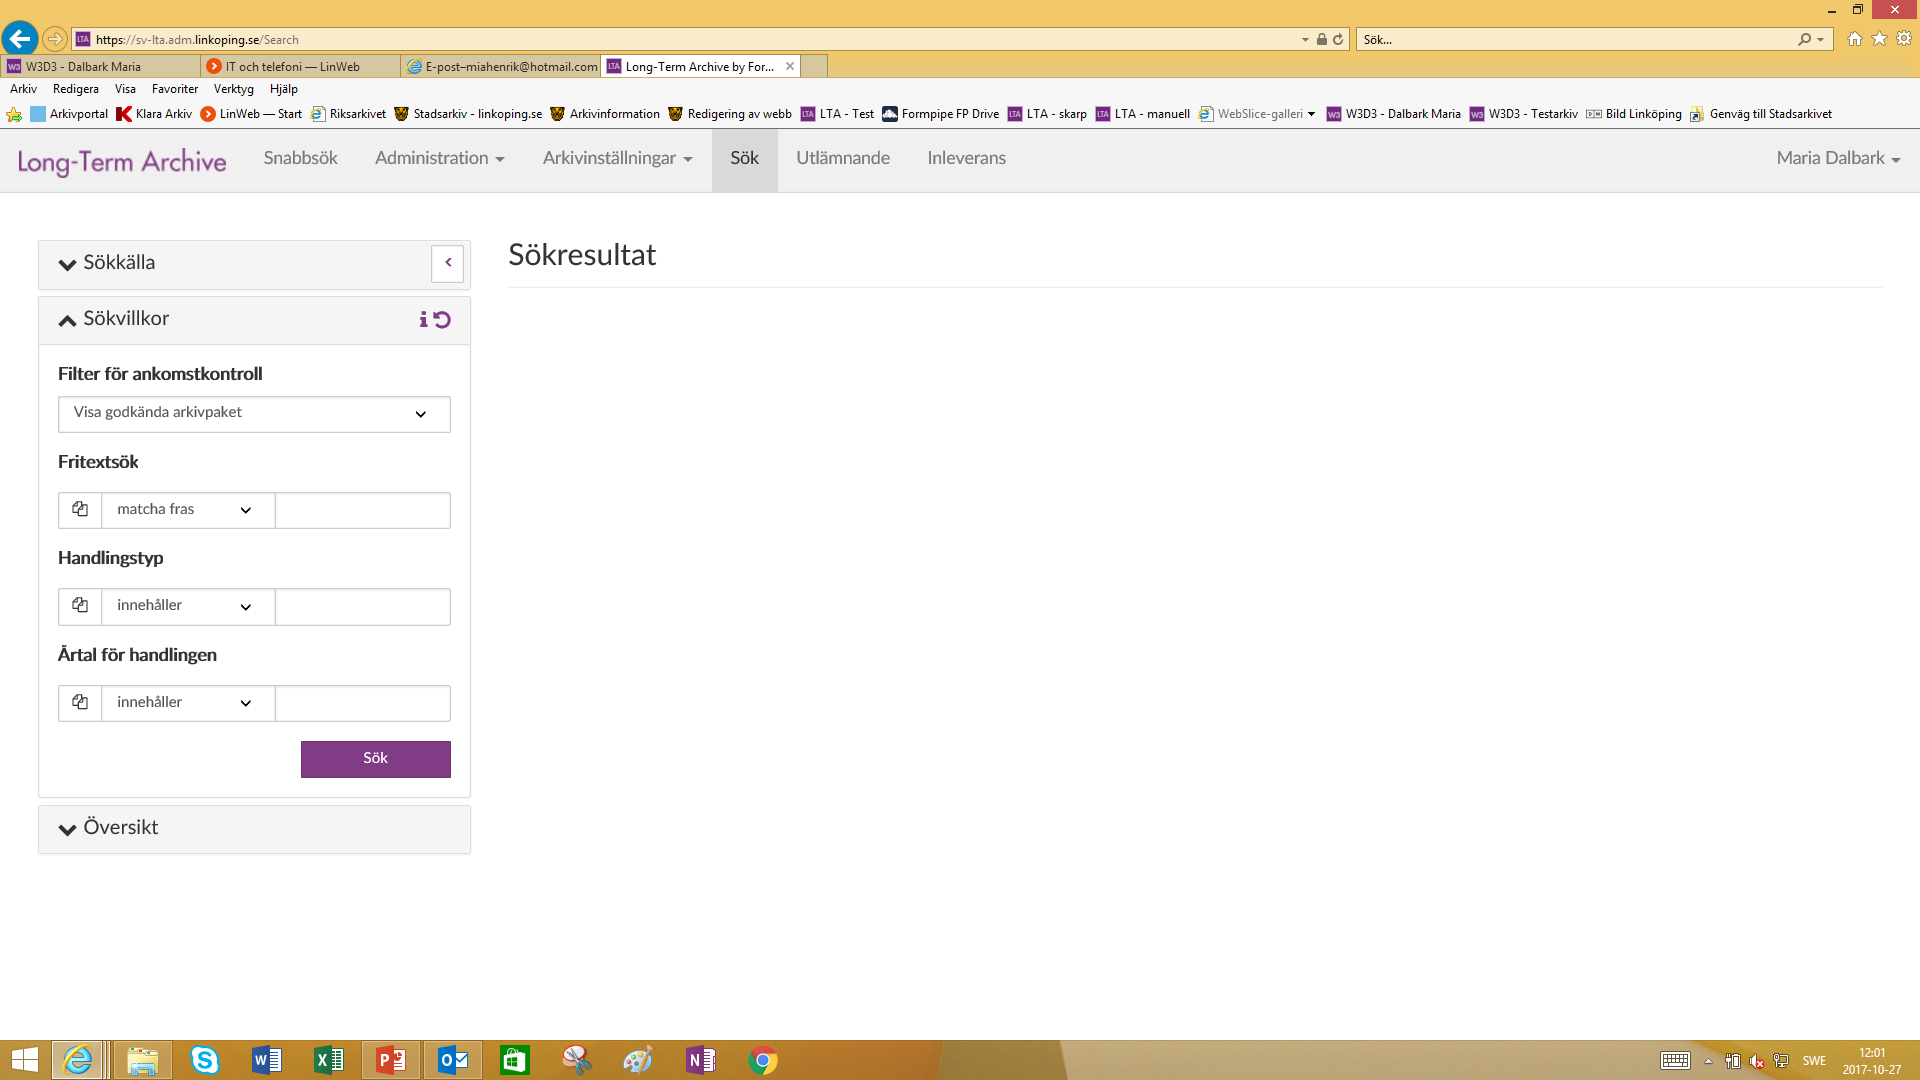 https://sv-lta.adm.linkoping.se/Search
Sök...
W3D3 - Dalbark Maria
IT och telefoni — LinWeb
E-post–miahenrik@hotmail.com
Long-Term Archive by For...
Arkiv Redigera Visa Favoriter Verktyg Hjälp
Arkivportal Klara Arkiv LinWeb — Start Riksarkivet Stadsarkiv - linkoping.se Arkivinformation Redigering av webb LTA - Test Formpipe FP Drive LTA - skarp LTA - manuell WebSlice-galleri W3D3 - Dalbark Maria W3D3 - Testarkiv Bild Linköping Genväg till Stadsarkivet
Long-Term Archive Snabbsök Administration Arkivinställningar Sök Utlämnande Inleverans Maria Dalbark
Sökkälla
Sökresultat
Sökvillkor
Filter för ankomstkontroll
Visa godkända arkivpaket
Fritextsök
matcha fras
Handlingstyp
innehåller
Årtal för handlingen
innehåller
Sök
Översikt
SWE
12:01
2017-10-27